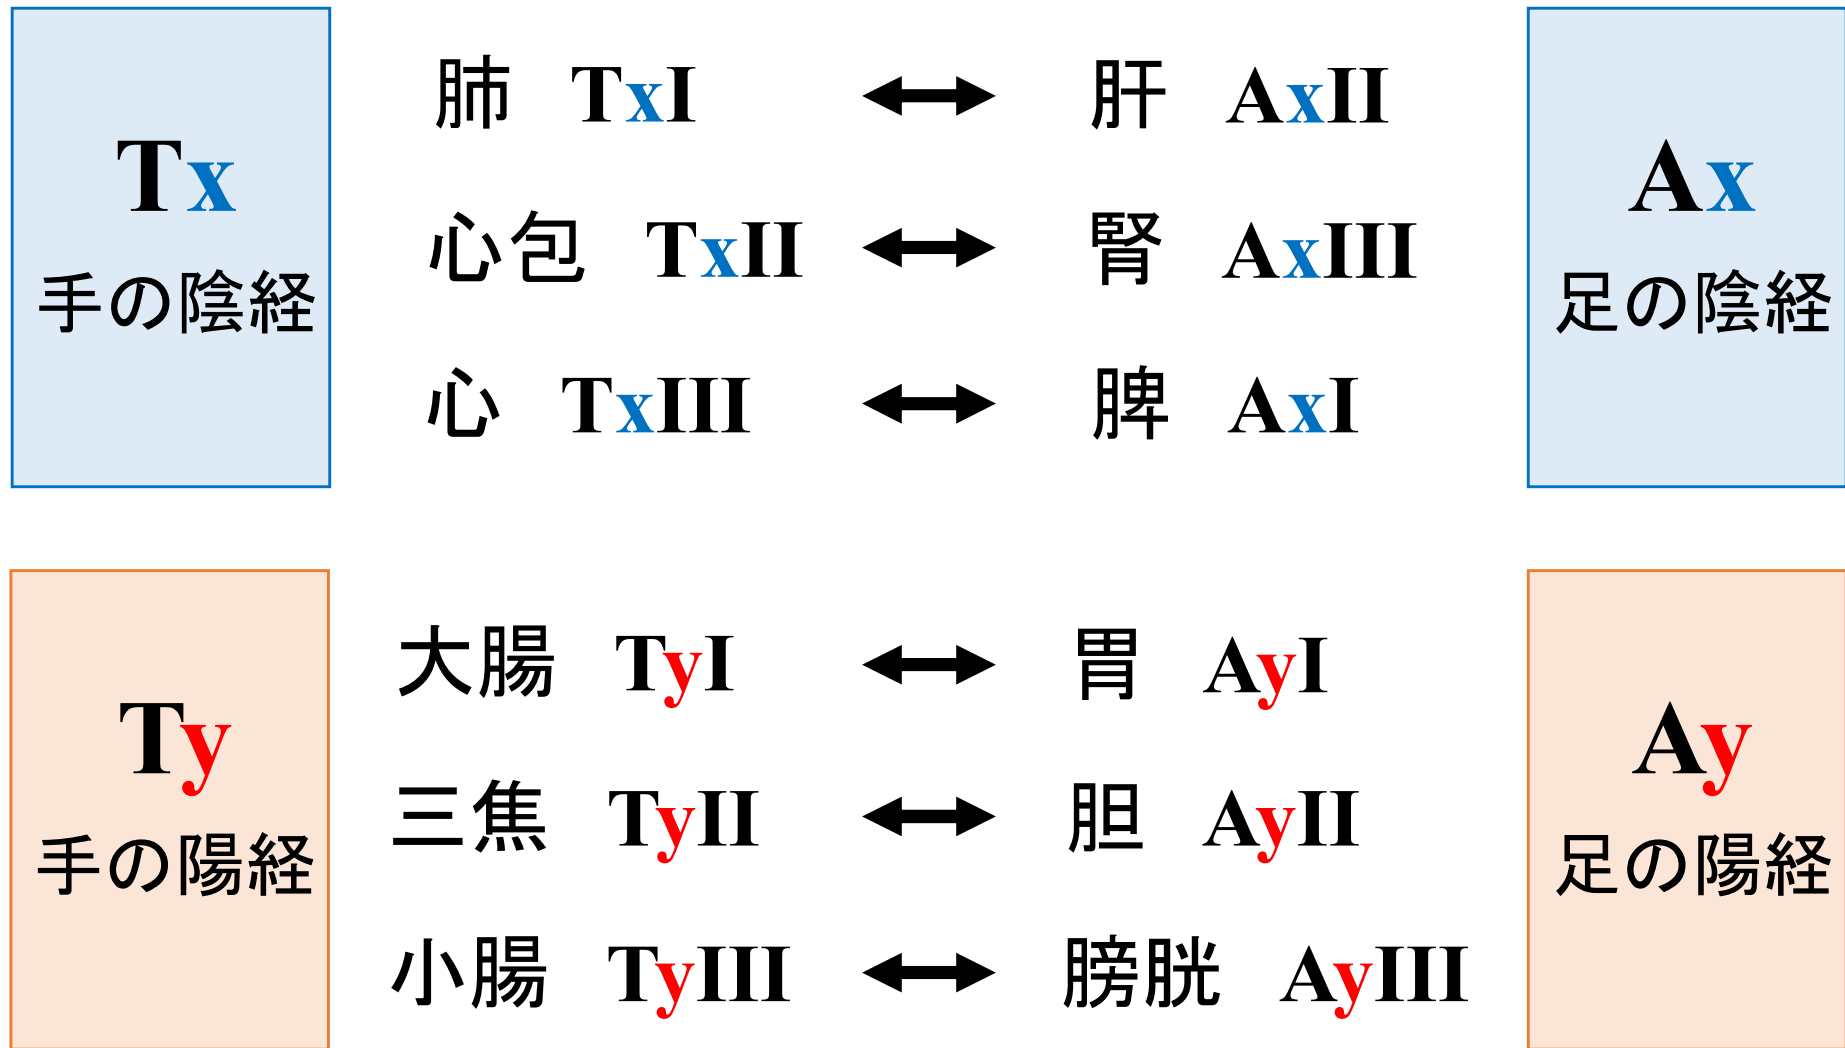 Tx
手の陰経
肺 TxI ↔ 肝 AxII
心包 TxII ↔ 腎 AxIII
心 TxIII ↔ 脾 AxI
Ax
足の陰経
Ty
手の陽経
大腸 TyI ↔ 胃 AyI
三焦 TyII ↔ 胆 AyII
小腸 TyIII ↔ 膀胱 AyIII
Ay
足の陽経